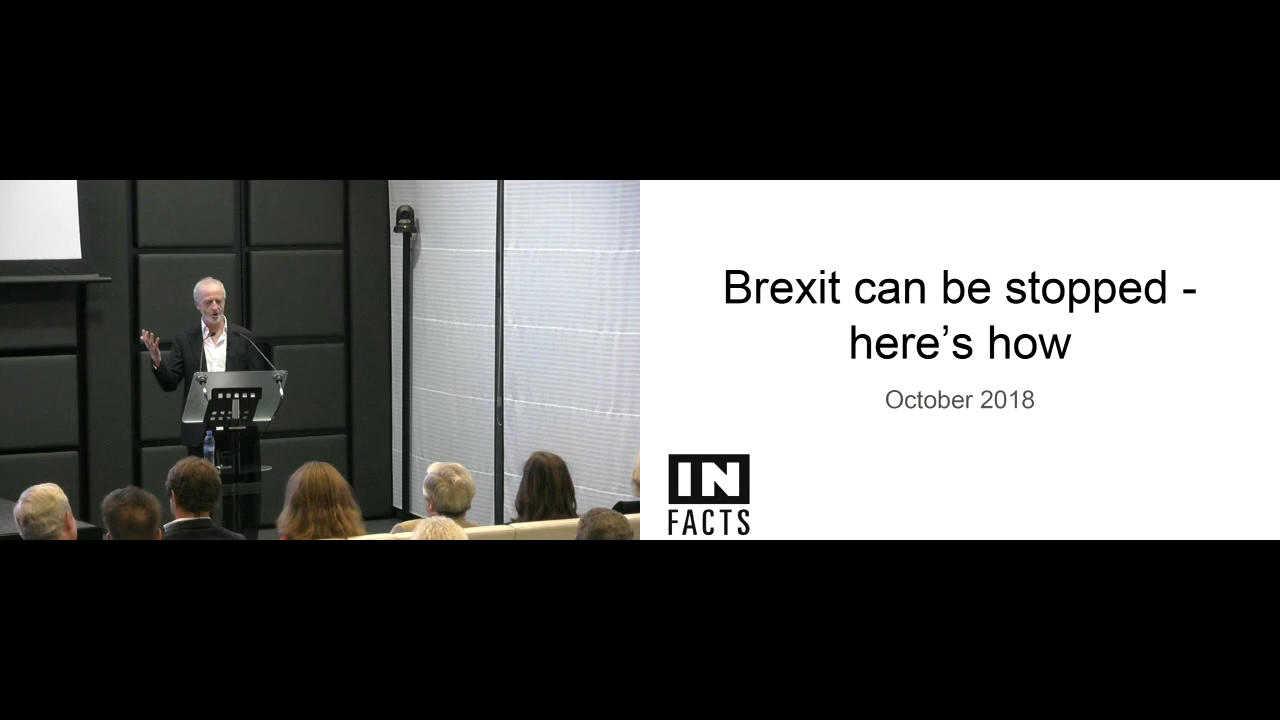 Brexit can be stopped -
here’s how
October 2018
IN
FACTS